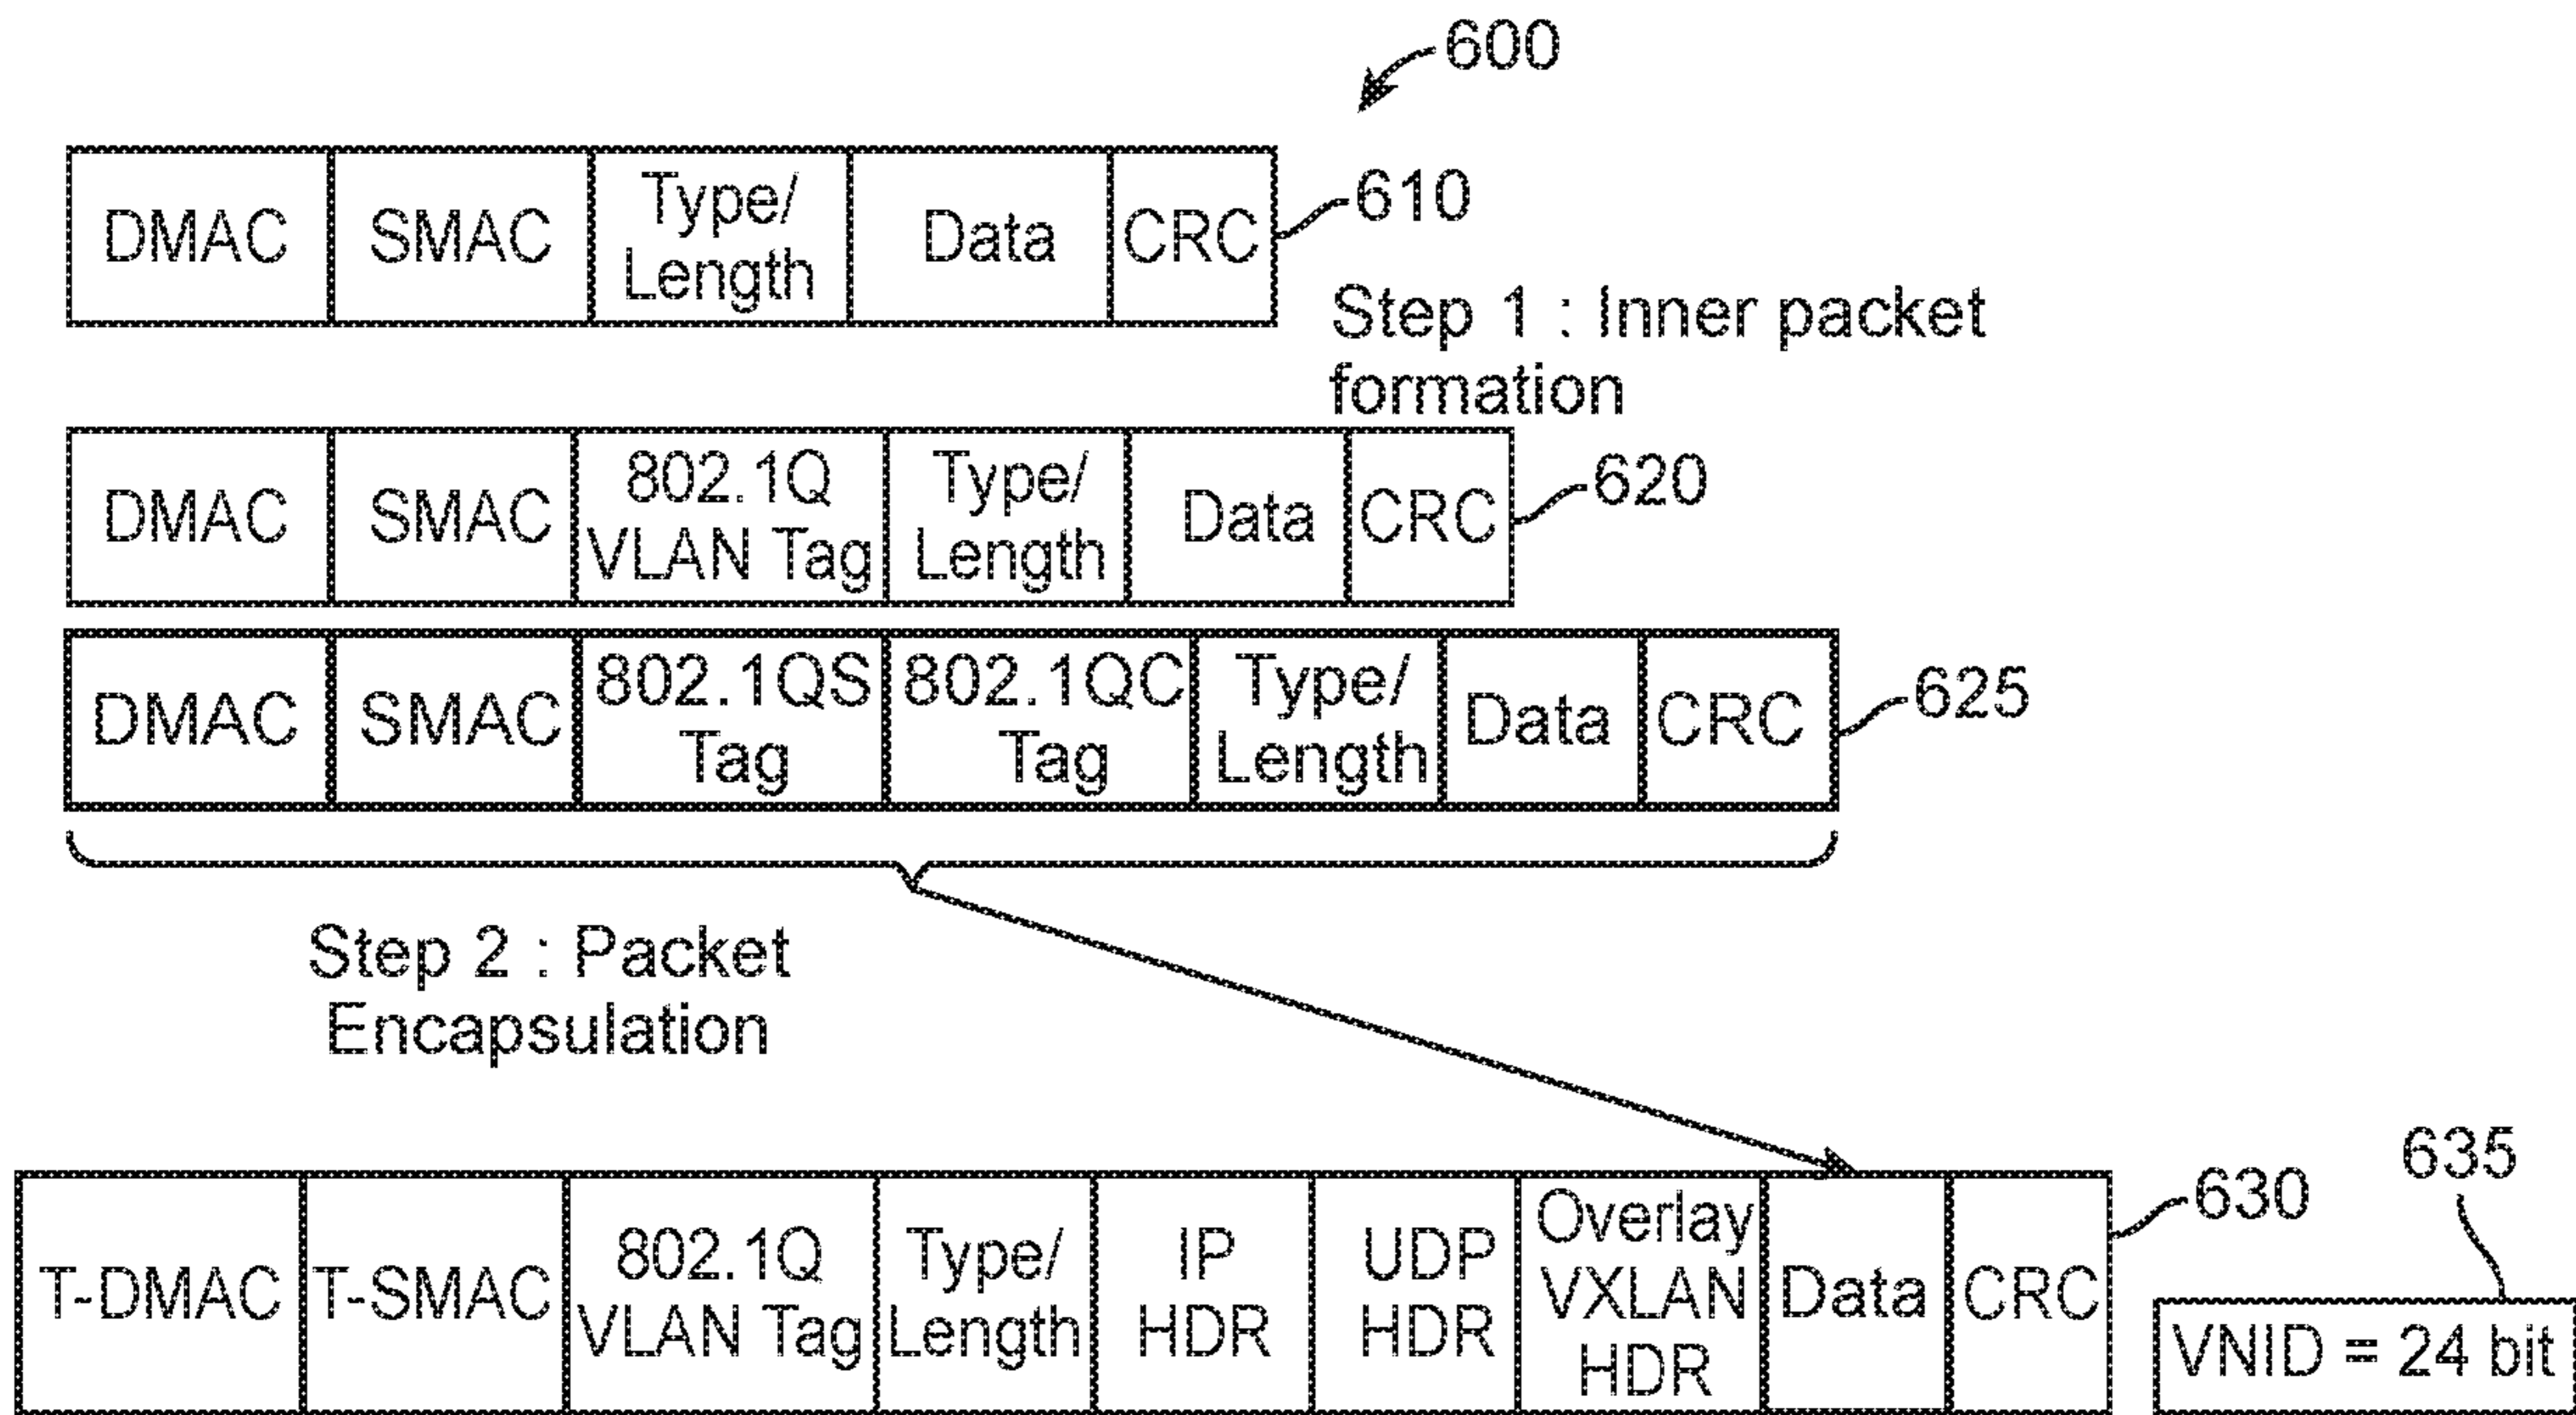 600
DMAC SMAC Type/ Length Data CRC 610
Step 1 : Inner packet
formation
DMAC SMAC 802.1Q VLAN Tag Type/ Length Data CRC 620
DMAC SMAC 802.1QS Tag 802.1QC Tag Type/ Length Data CRC 625
Step 2 : Packet
Encapsulation
T-DMAC T-SMAC 802.1Q VLAN Tag Type/ Length IP HDR UDP HDR Overlay VXLAN HDR Data CRC 630
635
VNID = 24 bit